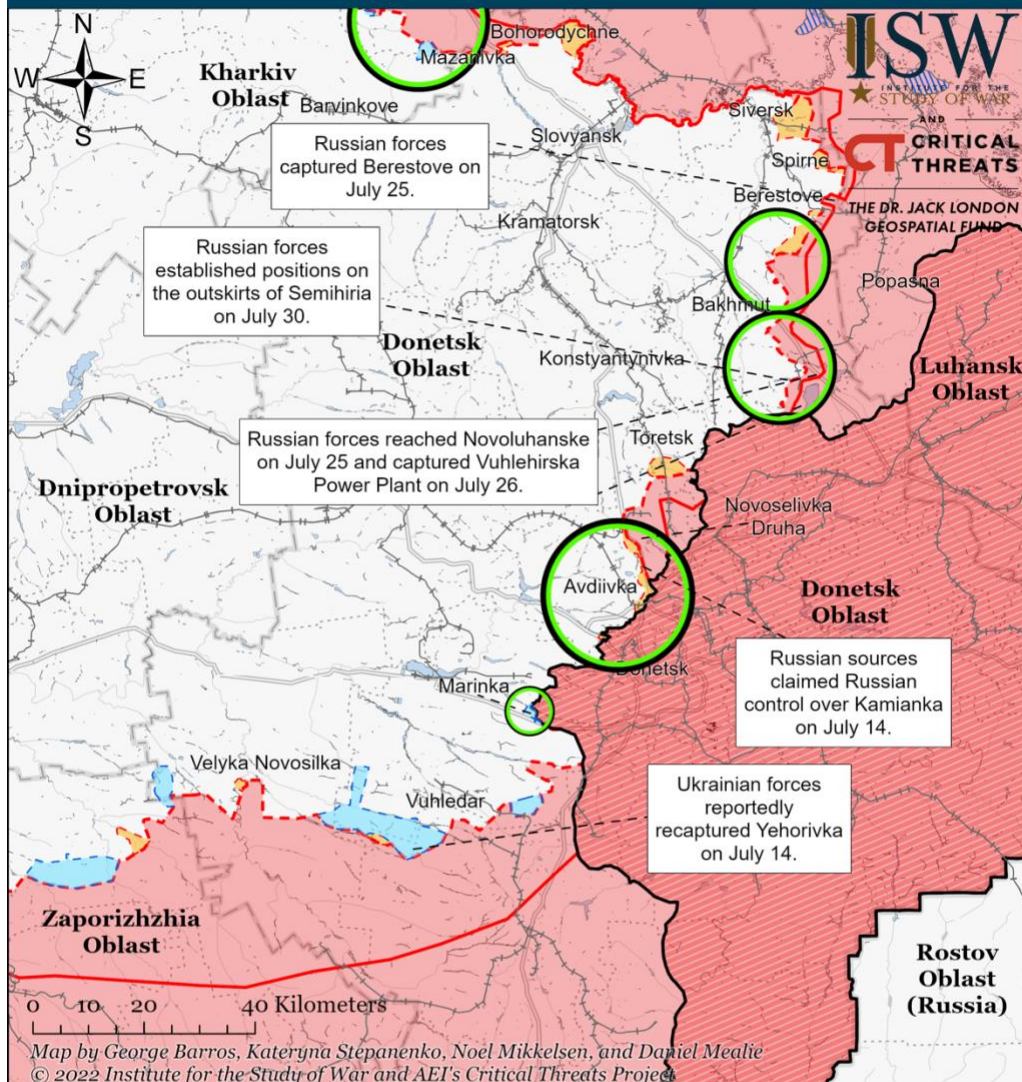 N
W E
S
ISW
INSTITUTE FOR THE
STUDY OF WAR
AND
CT CRITICAL
THREATS
THE DR. JACK LONDON
GEOSPATIAL FUND
Bohorodychne
Mazanivka
Kharkiv
Oblast
Barvinkove
Slovyansk
Siversk
Russian forces
captured Berestove on
July 25.
Spirne
Berestove
Kramatorsk
Russian forces
established positions on
the outskirts of Semihiria
on July 30.
Popasna
Bakhmut
Donetsk
Oblast
Konstyantynivka
Luhansk
Oblast
Russian forces reached Novoluhanske
on July 25 and captured Vuhlehirska
Power Plant on July 26.
Toretsk
Dnipropetrovsk
Oblast
Novoselivka
Druha
Avdiivka
Donetsk
Oblast
Donetsk
Marinka
Russian sources
claimed Russian
control over Kamianka
on July 14.
Velyka Novosilka
Vuhledar
Ukrainian forces
reportedly
recaptured Yehorivka
on July 14.
Zaporizhzhia
Oblast
Rostov
Oblast
(Russia)
0 10 20 40 Kilometers
Map by George Barros, Kateryna Stepanenko, Noel Mikkelsen, and Daniel Mealie
© 2022 Institute for the Study of War and AEI's Critical Threats Project